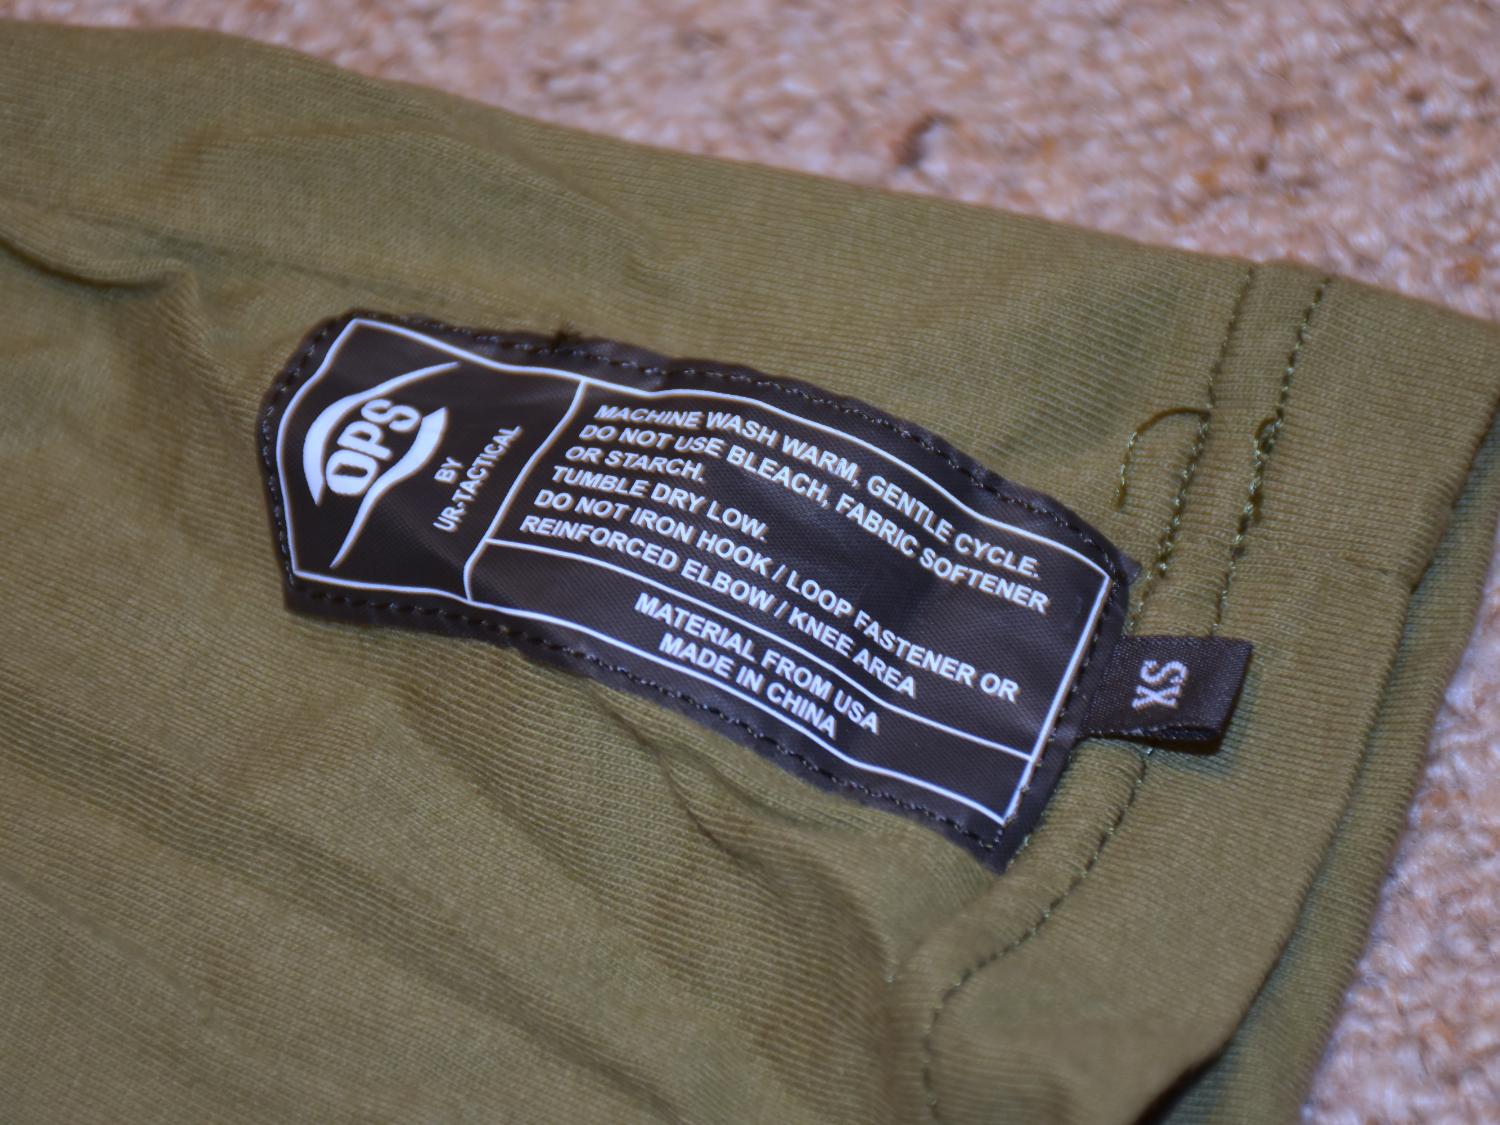 OPS
BY
UR-TACTICAL
MACHINE WASH WARM, GENTLE CYCLE.
DO NOT USE BLEACH, FABRIC SOFTENER
OR STARCH.
TUMBLE DRY LOW.
DO NOT IRON HOOK / LOOP FASTENER OR
REINFORCED ELBOW / KNEE AREA
MATERIAL FROM USA
MADE IN CHINA
XS